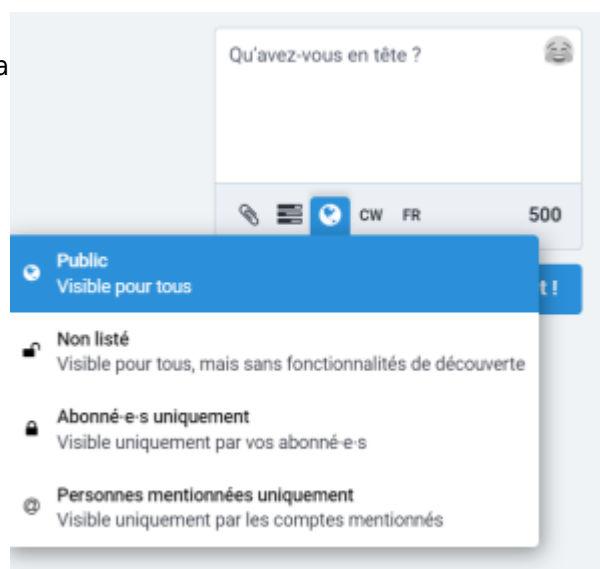 a
Qu'avez-vous en tête ?
CW FR 500
Public
Visible pour tous
t !
Non listé
Visible pour tous, mais sans fonctionnalités de découverte
Abonné·e·s uniquement
Visible uniquement par vos abonné·e·s
@ Personnes mentionnées uniquement
Visible uniquement par les comptes mentionnés